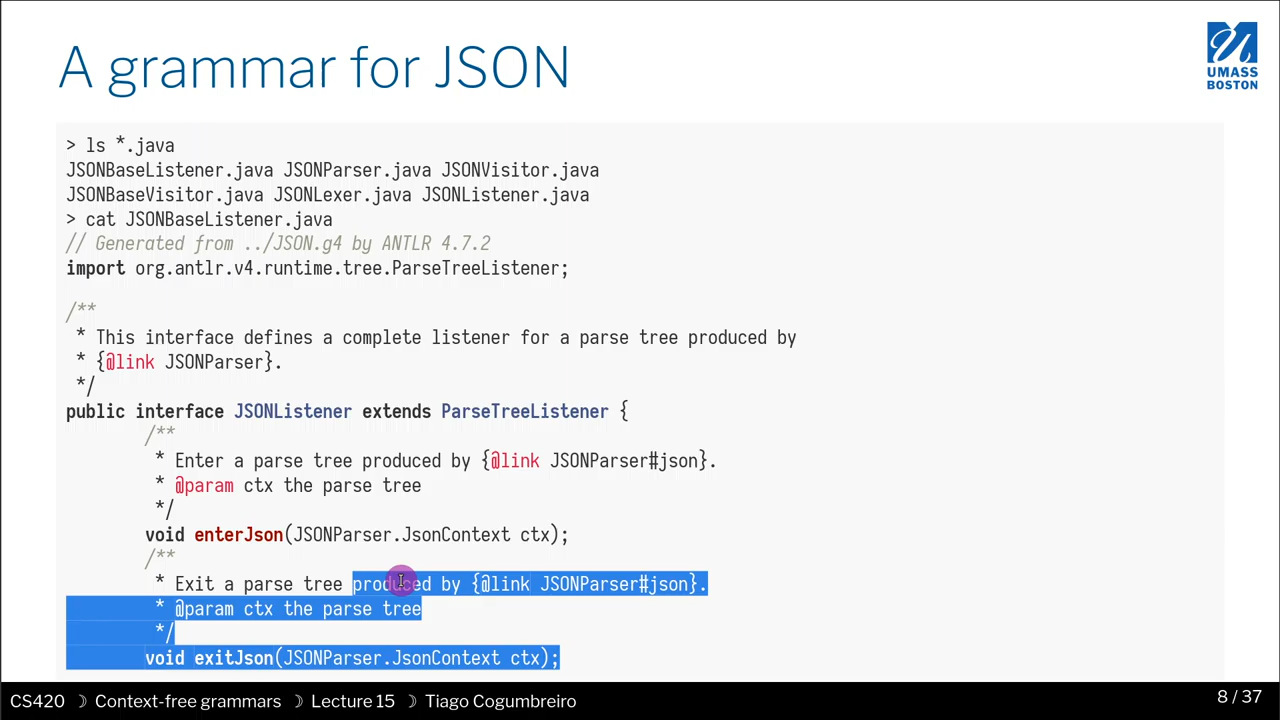 A grammar for JSON
UMASS
BOSTON
> ls *.java
JSONBaseListener.java JSONParser.java JSONVisitor.java
JSONBaseVisitor.java JSONLexer.java JSONListener.java
> cat JSONBaseListener.java
// Generated from ../JSON.g4 by ANTLR 4.7.2
import org.antlr.v4.runtime.tree.ParseTreeListener;
/**
* This interface defines a complete listener for a parse tree produced by
* {@link JSONParser}.
*/
public interface JSONListener extends ParseTreeListener {
/**
* Enter a parse tree produced by {@link JSONParser#json}.
* @param ctx the parse tree
*/
void enterJson(JSONParser.JsonContext ctx);
/**
* Exit a parse tree produced by {@link JSONParser#json}.
* @param ctx the parse tree
*/
void exitJson(JSONParser.JsonContext ctx);
CS420 ☽ Context-free grammars ☽ Lecture 15 ☽ Tiago Cogumbreiro
8 / 37